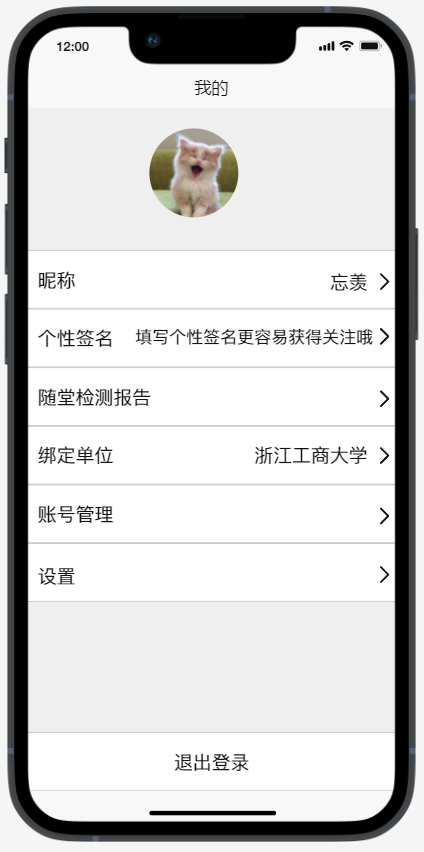 12:00
我的
昵称 忘羡
个性签名 填写个性签名更容易获得关注哦
随堂检测报告
绑定单位 浙江工商大学
账号管理
设置
退出登录